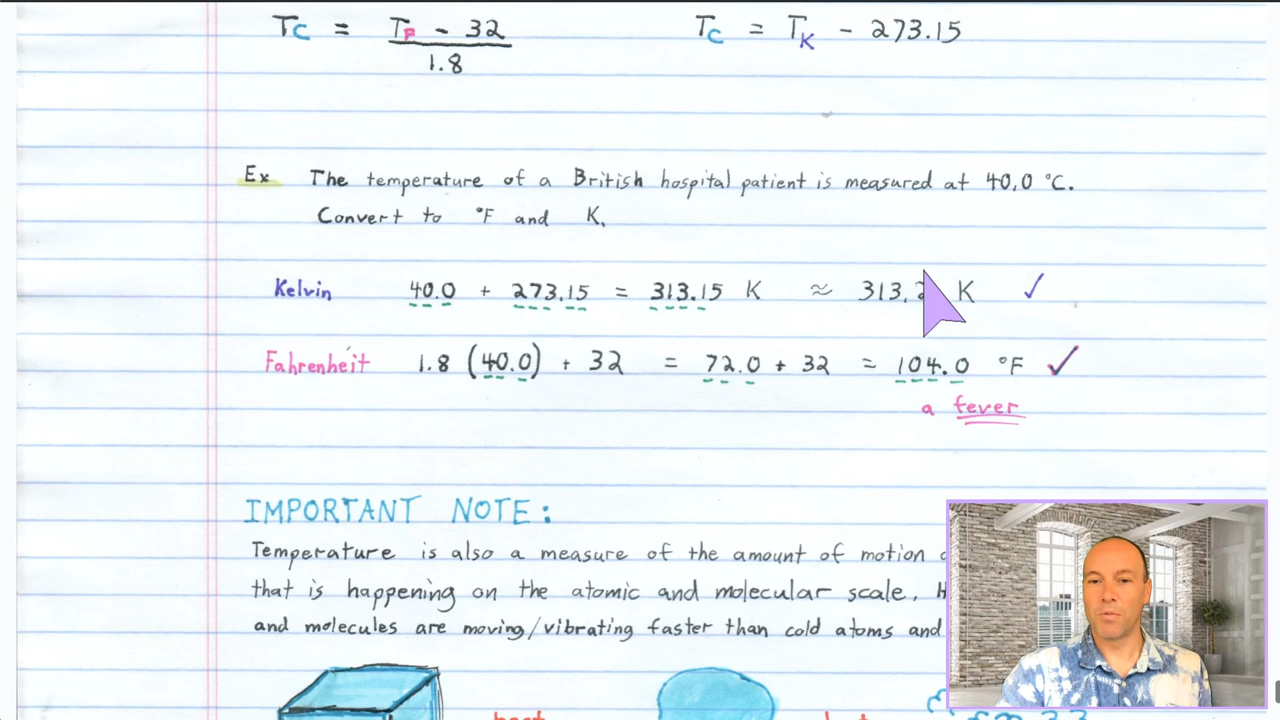 Tc = TF - 32 / 1.8
Tc = TK - 273.15
Ex The temperature of a British hospital patient is measured at 40.0 °C.
Convert to °F and K.
Kelvin 40.0 + 273.15 = 313.15 K ≈ 313.2 K ✓
Fahrenheit 1.8 (40.0) + 32 = 72.0 + 32 = 104.0 °F ✓
a fever
IMPORTANT NOTE:
Temperature is also a measure of the amount of motion
that is happening on the atomic and molecular scale.
and molecules are moving/vibrating faster than cold atoms and